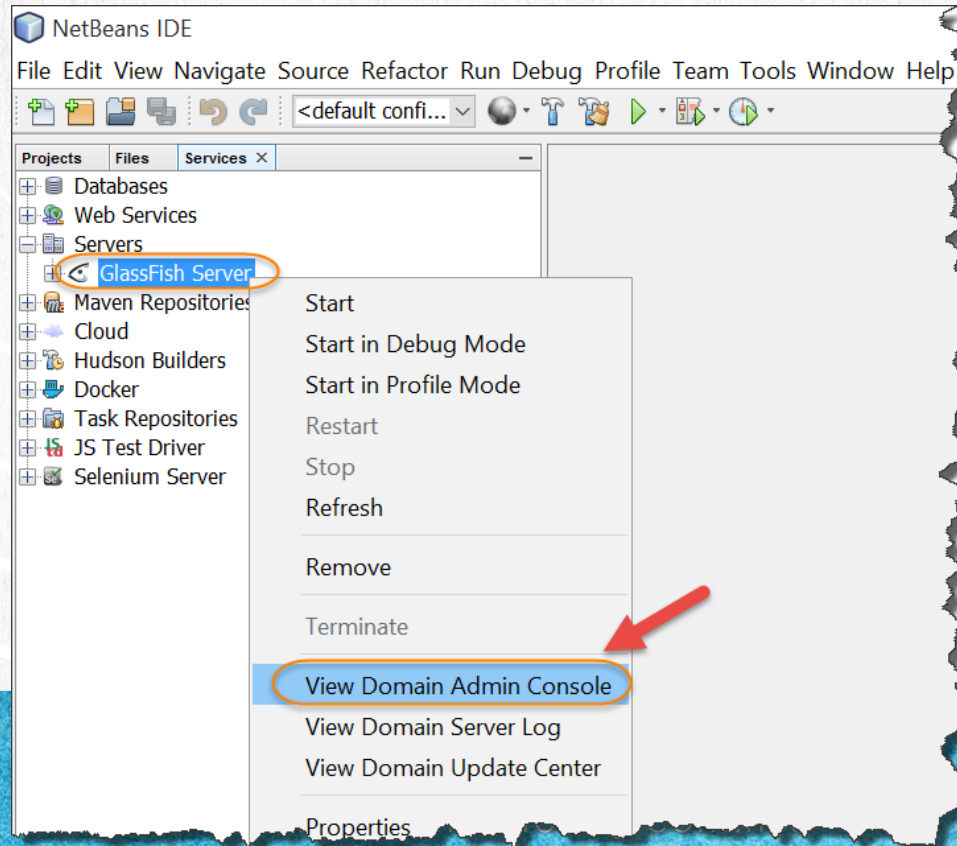 NetBeans IDE
File Edit View Navigate Source Refactor Run Debug Profile Team Tools Window Help
<default confi...
Projects Files Services
Databases
Web Services
Servers
GlassFish Server
Maven Repositories
Cloud
Hudson Builders
Docker
Task Repositories
JS Test Driver
Selenium Server
Start
Start in Debug Mode
Start in Profile Mode
Restart
Stop
Refresh
Remove
Terminate
View Domain Admin Console
View Domain Server Log
View Domain Update Center
Properties